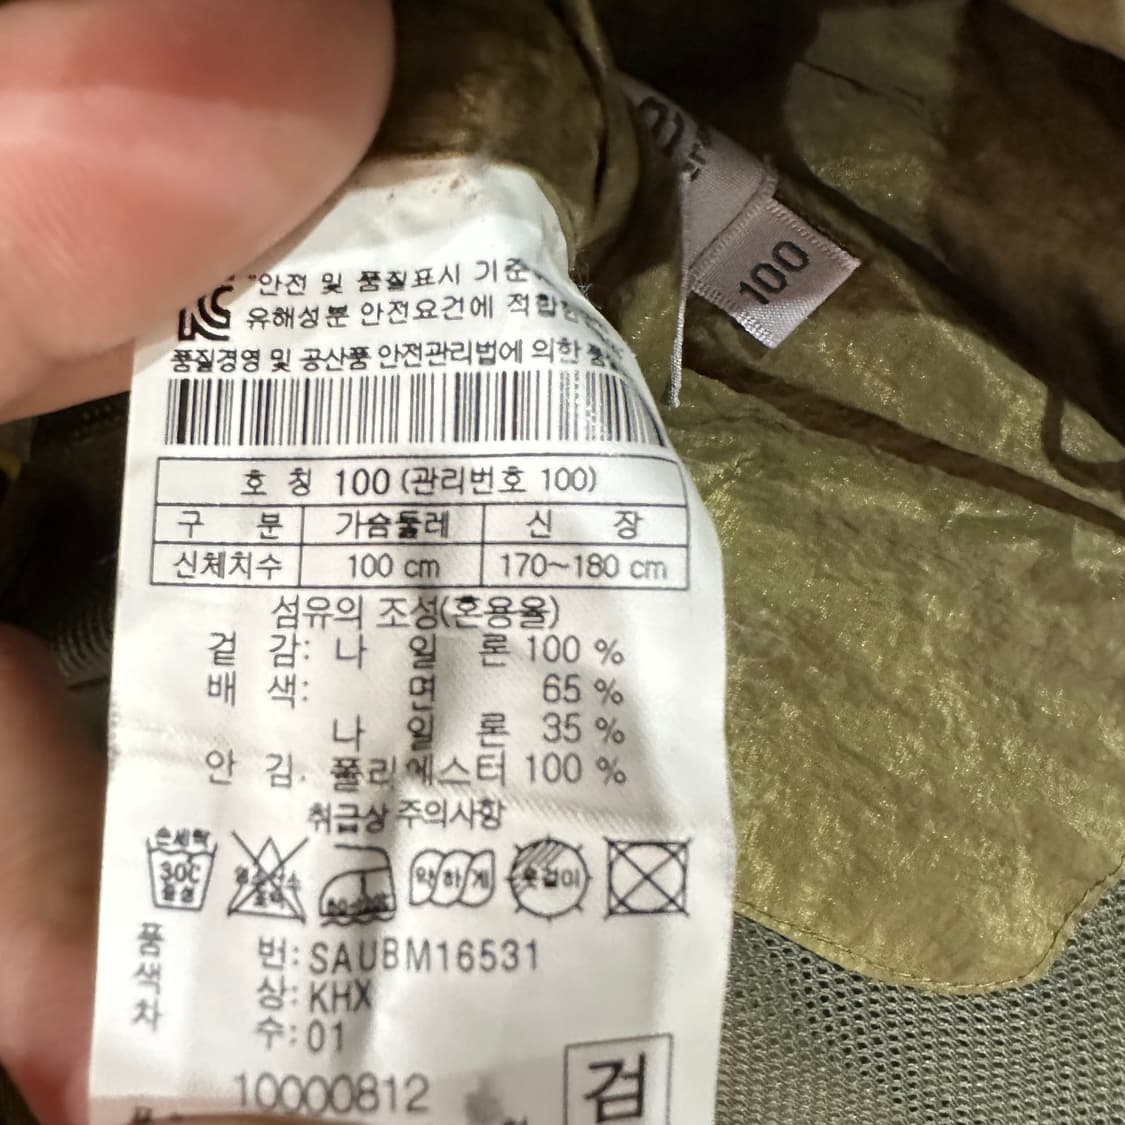 "안전 및 품질표시 기준
유해성분 안전요건에 적합한
품질경영 및 공산품 안전관리법에 의한 품
호 칭 100 (관리번호 100)
구 분 가슴둘레 신 장
신체치수 100 cm 170~180 cm
섬유의 조성(혼용율)
겉 감: 나 일 론 100 %
배 색: 면 65 %
나 일 론 35 %
안 김. 폴리에스터 100 %
취급상 주의사항
손세탁
30C
약하게
옷걸이
품 번: SAUBM16531
색 상: KHX
차 수: 01
10000812
검
100